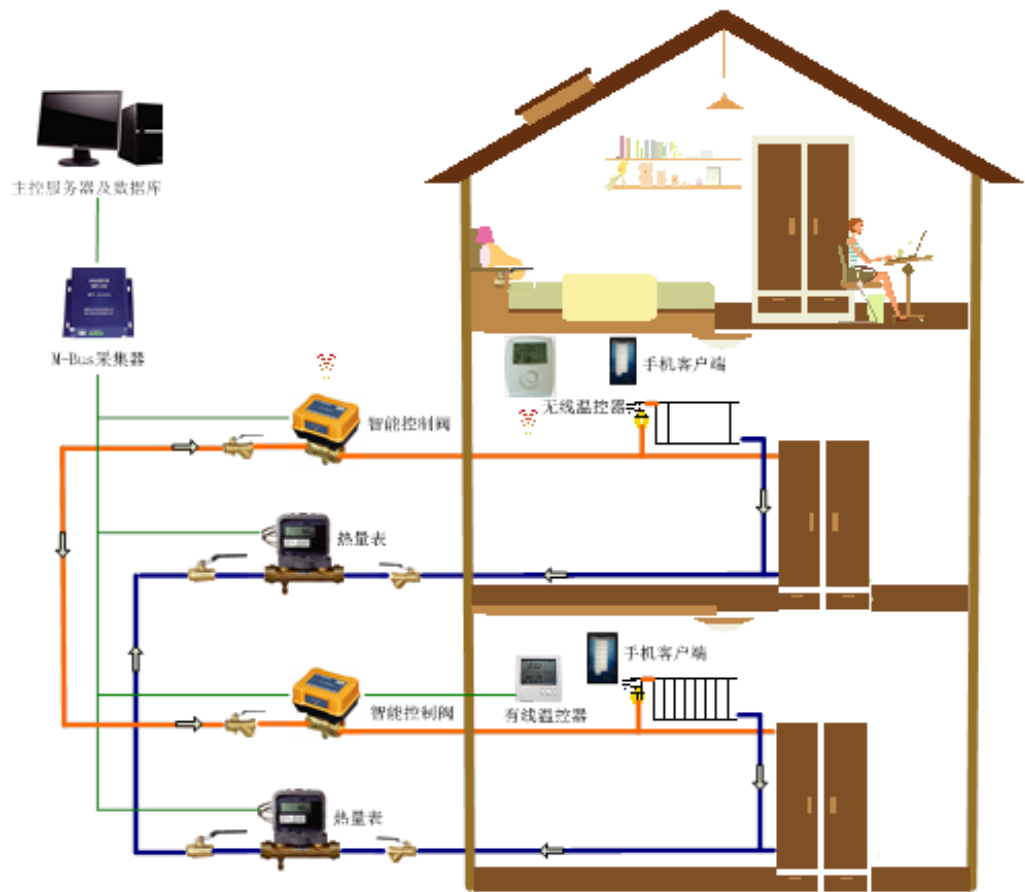 主控服务器及数据库
M-Bus采集器
手机客户端
无线温控器
智能控制阀
热量表
手机客户端
智能控制阀
有线温控器
热量表